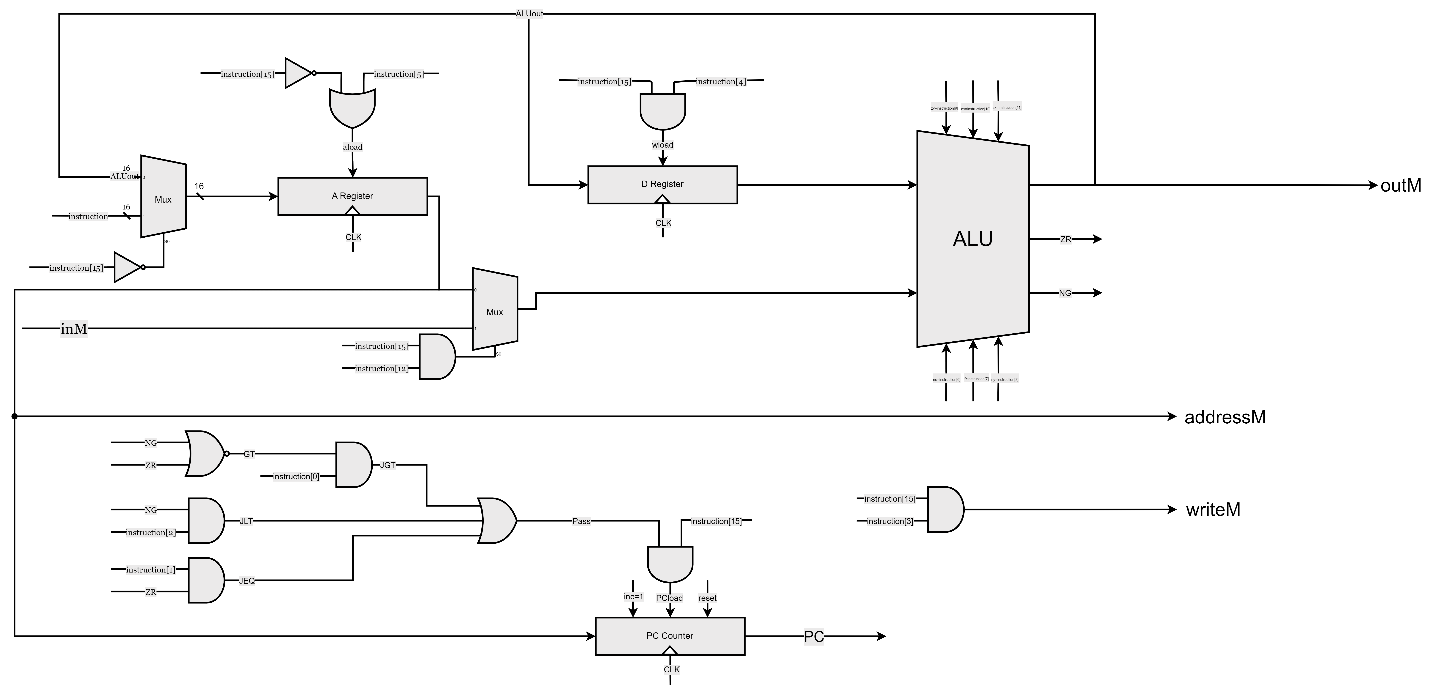 ALUout
instruction[15]
instruction[5]
instruction[15]
instruction[4]
aload
wload
16
ALUout
Mux
16
A Register
D Register
instruction
16
CLK
CLK
outM
instruction[15]
ALU
ZR
NG
Mux
inM
instruction[15]
instruction[12]
addressM
NG
ZR
GT
instruction[0]
JGT
NG
instruction[2]
JLT
Pass
instruction[15]
instruction[1]
ZR
JEQ
instruction[15]
instruction[3]
writeM
inc=1
PCload
reset
PC Counter
PC
CLK